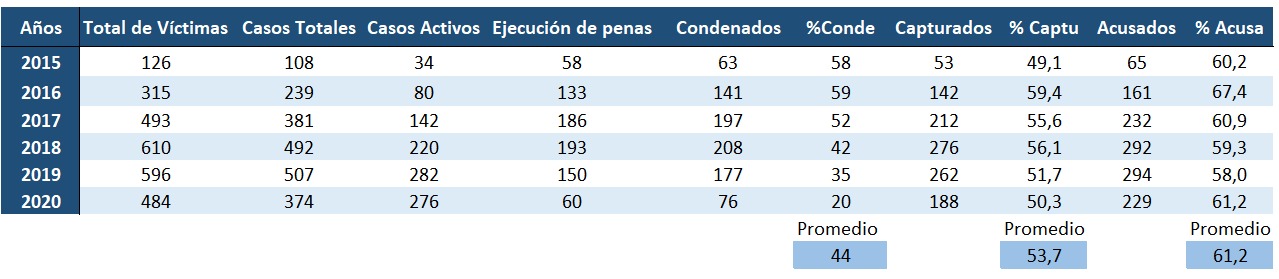 Años Total de Víctimas Casos Totales Casos Activos Ejecución de penas Condenados %Conde Capturados % Captu Acusados % Acusa
2015 126 108 34 58 63 58 53 49,1 65 60,2
2016 315 239 80 133 141 59 142 59,4 161 67,4
2017 493 381 142 186 197 52 212 55,6 232 60,9
2018 610 492 220 193 208 42 276 56,1 292 59,3
2019 596 507 282 150 177 35 262 51,7 294 58,0
2020 484 374 276 60 76 20 188 50,3 229 61,2
Promedio Promedio Promedio
44 53,7 61,2